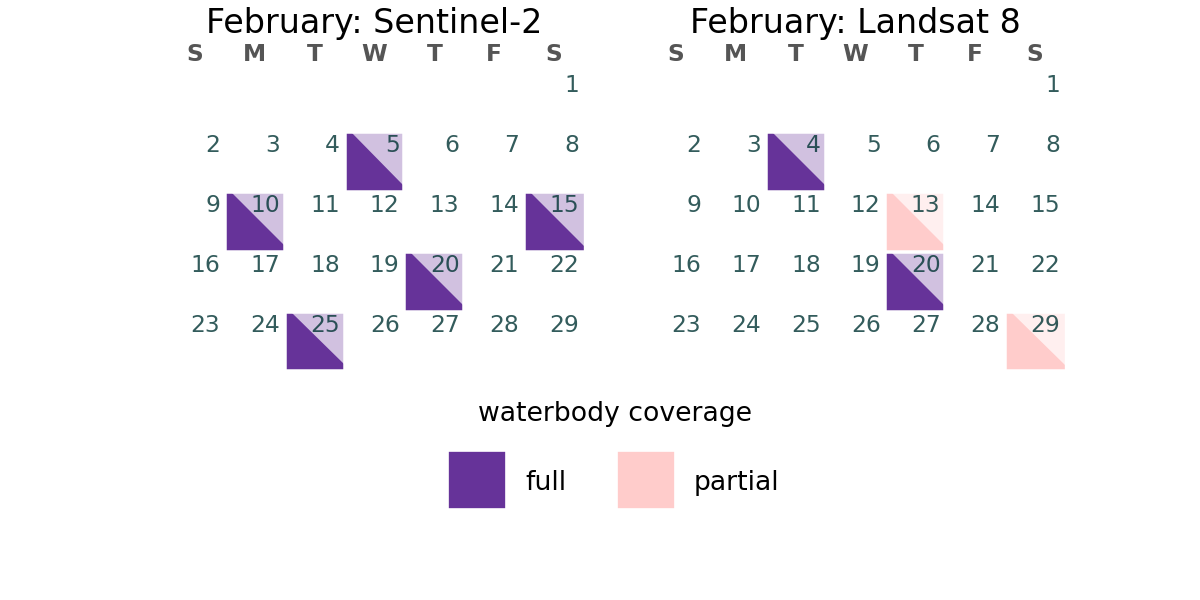 February: Sentinel-2
S M T W T F S
1
2 3 4 5 6 7 8
9 10 11 12 13 14 15
16 17 18 19 20 21 22
23 24 25 26 27 28 29
February: Landsat 8
S M T W T F S
1
2 3 4 5 6 7 8
9 10 11 12 13 14 15
16 17 18 19 20 21 22
23 24 25 26 27 28 29
waterbody coverage
full partial